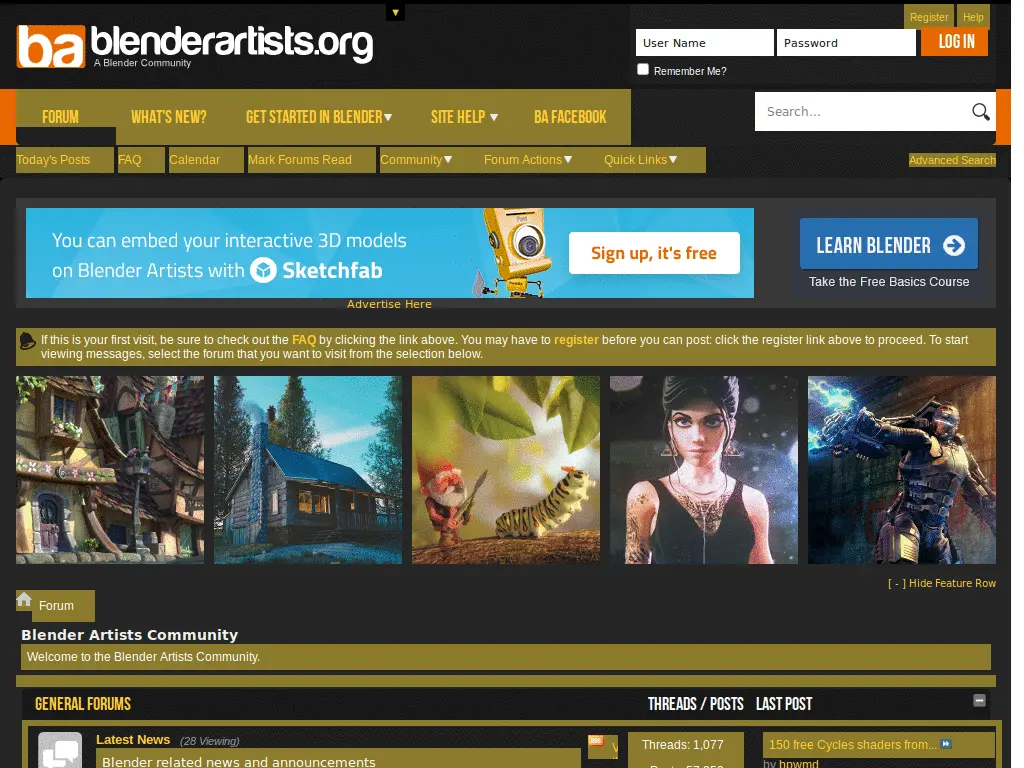 ▼
Register Help
ba blenderartists.org
A Blender Community
User Name Password LOG IN
Remember Me?
FORUM WHAT'S NEW? GET STARTED IN BLENDER▼ SITE HELP ▼ BA FACEBOOK
Search...
Today's Posts FAQ Calendar Mark Forums Read Community▼ Forum Actions▼ Quick Links▼ Advanced Search
You can embed your interactive 3D models
on Blender Artists with Sketchfab
Sign up, it's free
LEARN BLENDER
Take the Free Basics Course
Advertise Here
If this is your first visit, be sure to check out the FAQ by clicking the link above. You may have to register before you can post: click the register link above to proceed. To start
viewing messages, select the forum that you want to visit from the selection below.
[ - ] Hide Feature Row
Forum
Blender Artists Community
Welcome to the Blender Artists Community.
GENERAL FORUMS THREADS / POSTS LAST POST
Latest News (28 Viewing) RSS V Threads: 1,077 150 free Cycles shaders from...
Blender related news and announcements
by bpwmd